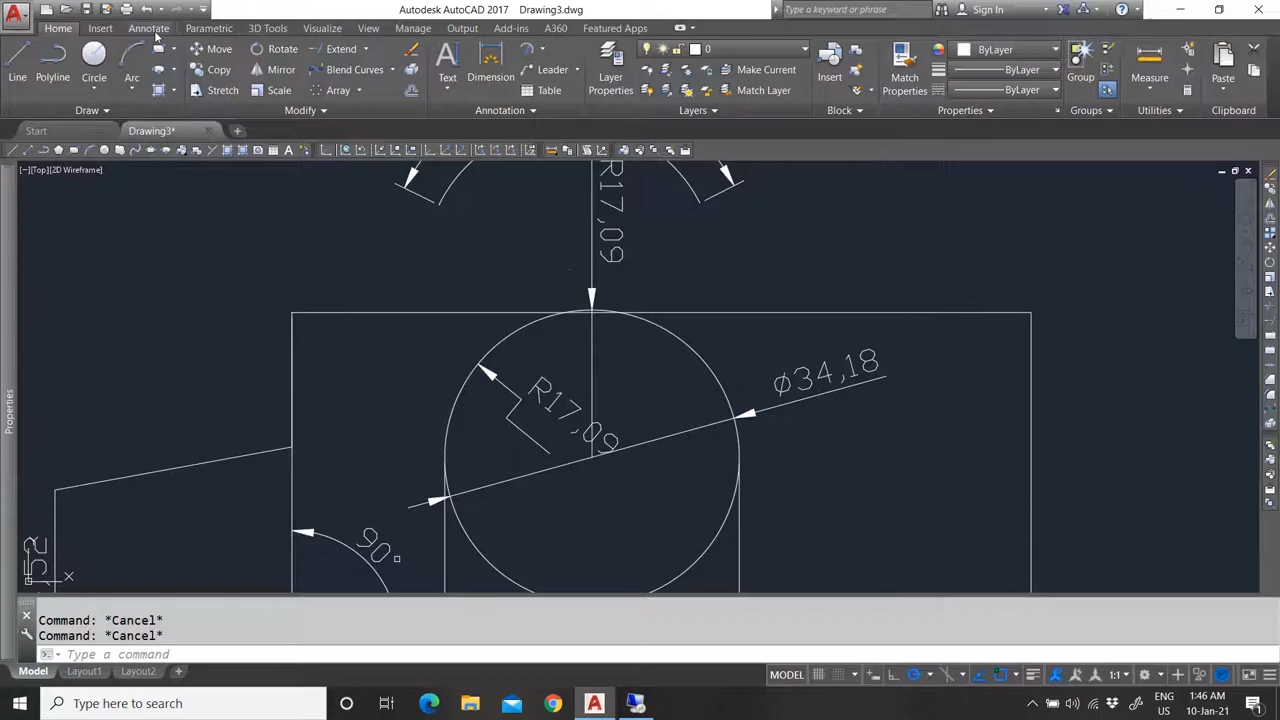 Autodesk AutoCAD 2017 Drawing3.dwg
Type a keyword or phrase
Sign In
Home Insert Annotate Parametric 3D Tools Visualize View Manage Output Add-ins A360 Featured Apps
Line
Polyline
Circle
Arc
Move
Rotate
Extend
Copy
Mirror
Blend Curves
Stretch
Scale
Array
Text
Dimension
Leader
Table
Layer
Properties
0
Make Current
Match Layer
Insert
Match
Properties
ByLayer
ByLayer
ByLayer
Group
Measure
Paste
Draw
Modify
Annotation
Layers
Block
Properties
Groups
Utilities
Clipboard
Start
Drawing3*
[−][Top][2D Wireframe]
R17,09
Ø34,18
R17,09
90°
52
X
Properties
Command: *Cancel*
Command: *Cancel*
Type a command
Model Layout1 Layout2
MODEL
1:1
Type here to search
ENG
US
1:46 AM
10-Jan-21